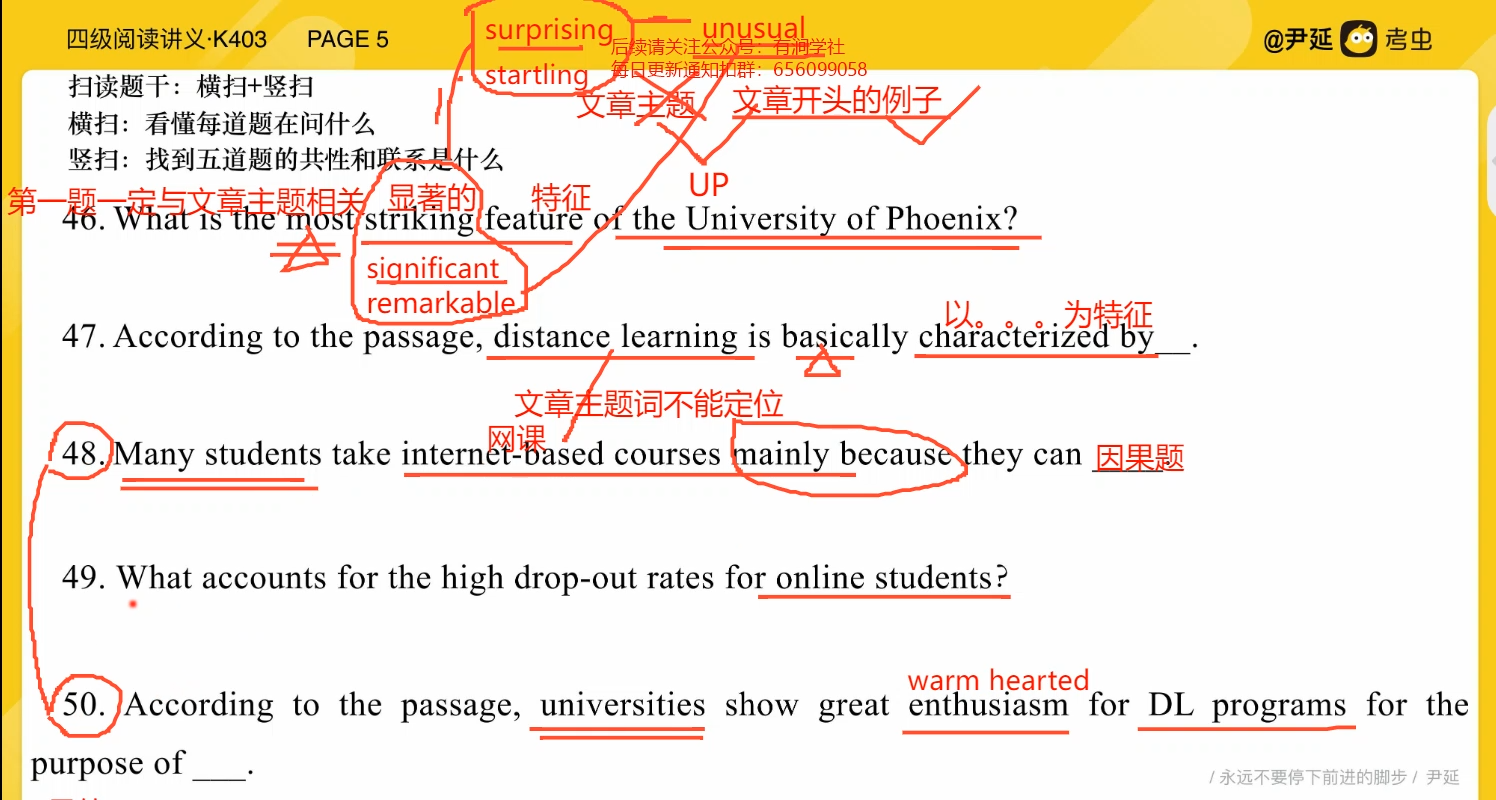 四级阅读讲义·K403 PAGE 5
@尹延 考虫
surprising unusual
后续请关注公众号：有涧学社
startling 每日更新通知扣群：656099058
文章主题 文章开头的例子
扫读题干：横扫+竖扫
横扫：看懂每道题在问什么
竖扫：找到五道题的共性和联系是什么
UP
第一题一定与文章主题相关 显著的 特征
46. What is the most striking feature of the University of Phoenix?
significant
remarkable
以。。。为特征
47. According to the passage, distance learning is basically characterized by__.
文章主题词不能定位
网课
48. Many students take internet-based courses mainly because they can ____ 因果题
49. What accounts for the high drop-out rates for online students?
warm hearted
50. According to the passage, universities show great enthusiasm for DL programs for the
purpose of ___.
/ 永远不要停下前进的脚步 / 尹延